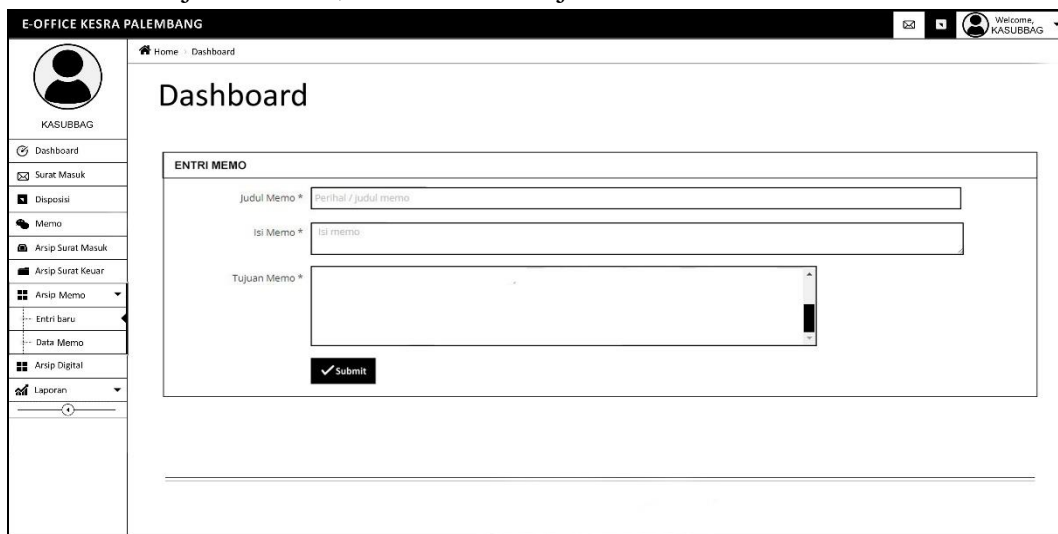 E-OFFICE KESRA PALEMBANG
Welcome,
KASUBBAG
Home
Dashboard
KASUBBAG
Dashboard
Dashboard
Surat Masuk
Disposisi
Memo
Arsip Surat Masuk
Arsip Surat Keuar
Arsip Memo
Entri baru
Data Memo
Arsip Digital
Laporan
ENTRI MEMO
Judul Memo *
Perihal / judul memo
Isi Memo *
Isi memo
Tujuan Memo *
Submit